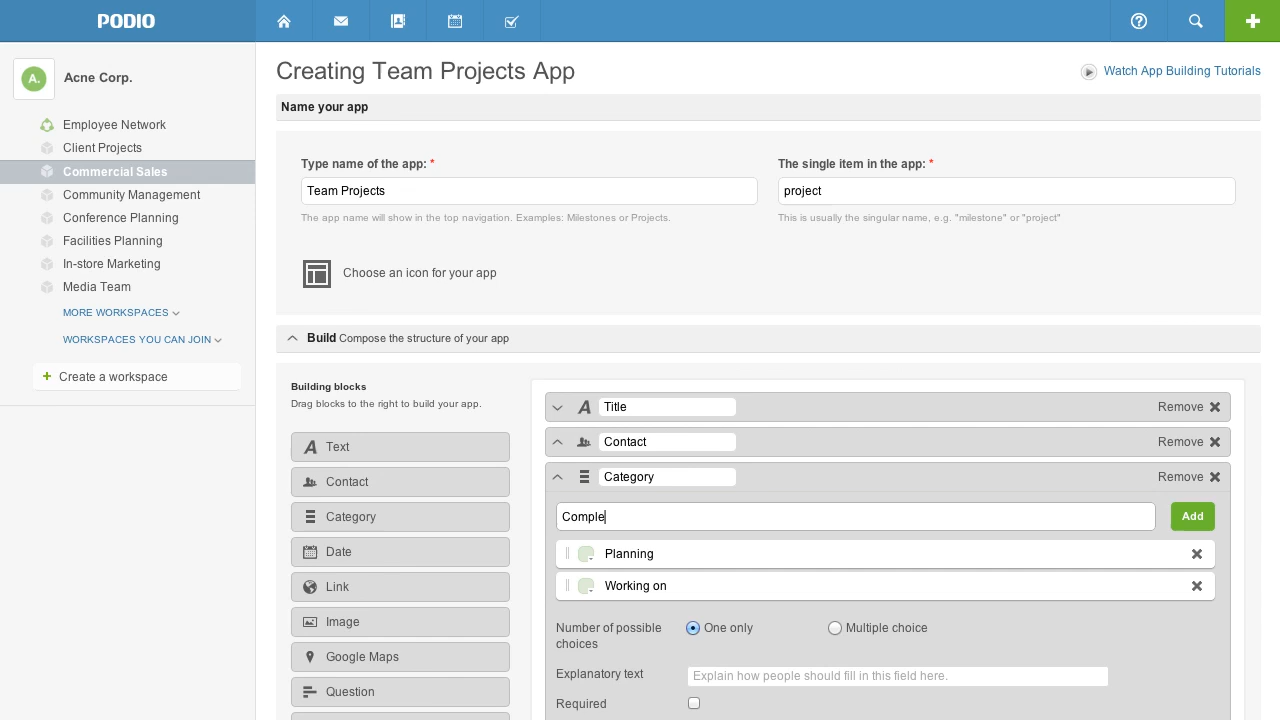 PODIO
A.
Acne Corp.
Employee Network
Client Projects
Commercial Sales
Community Management
Conference Planning
Facilities Planning
In-store Marketing
Media Team
MORE WORKSPACES
WORKSPACES YOU CAN JOIN
Create a workspace
Creating Team Projects App
Watch App Building Tutorials
Name your app
Type name of the app: *
The single item in the app: *
Team Projects
project
The app name will show in the top navigation. Examples: Milestones or Projects.
This is usually the singular name, e.g. "milestone" or "project"
Choose an icon for your app
Build Compose the structure of your app
Building blocks
Drag blocks to the right to build your app.
Text
Contact
Category
Date
Link
Image
Google Maps
Question
Title
Remove
Contact
Remove
Category
Remove
Comple
Add
Planning
Working on
Number of possible
choices
One only
Multiple choice
Explanatory text
Explain how people should fill in this field here.
Required